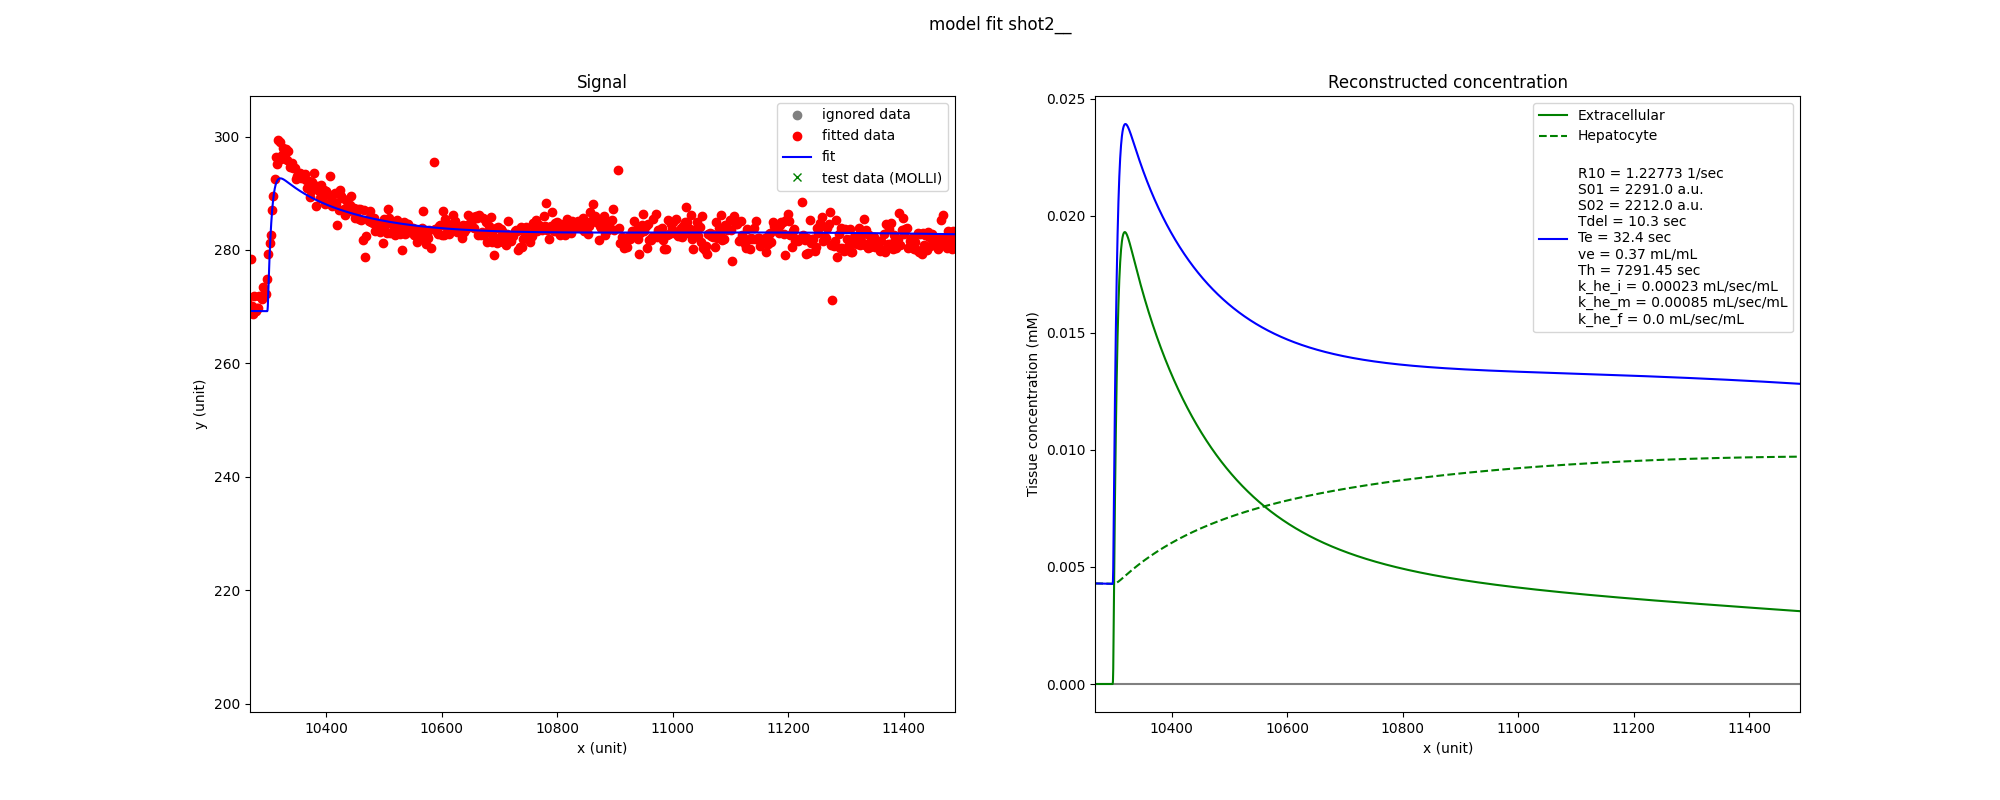 model fit shot2__
Signal
300
280
260
240
220
200
y (unit)
10400 10600 10800 11000 11200 11400
x (unit)
ignored data
fitted data
fit
test data (MOLLI)
Reconstructed concentration
0.025
0.020
0.015
0.010
0.005
0.000
Tissue concentration (mM)
10400 10600 10800 11000 11200 11400
x (unit)
Extracellular
Hepatocyte
R10 = 1.22773 1/sec
S01 = 2291.0 a.u.
S02 = 2212.0 a.u.
Tdel = 10.3 sec
Te = 32.4 sec
ve = 0.37 mL/mL
Th = 7291.45 sec
k_he_i = 0.00023 mL/sec/mL
k_he_m = 0.00085 mL/sec/mL
k_he_f = 0.0 mL/sec/mL